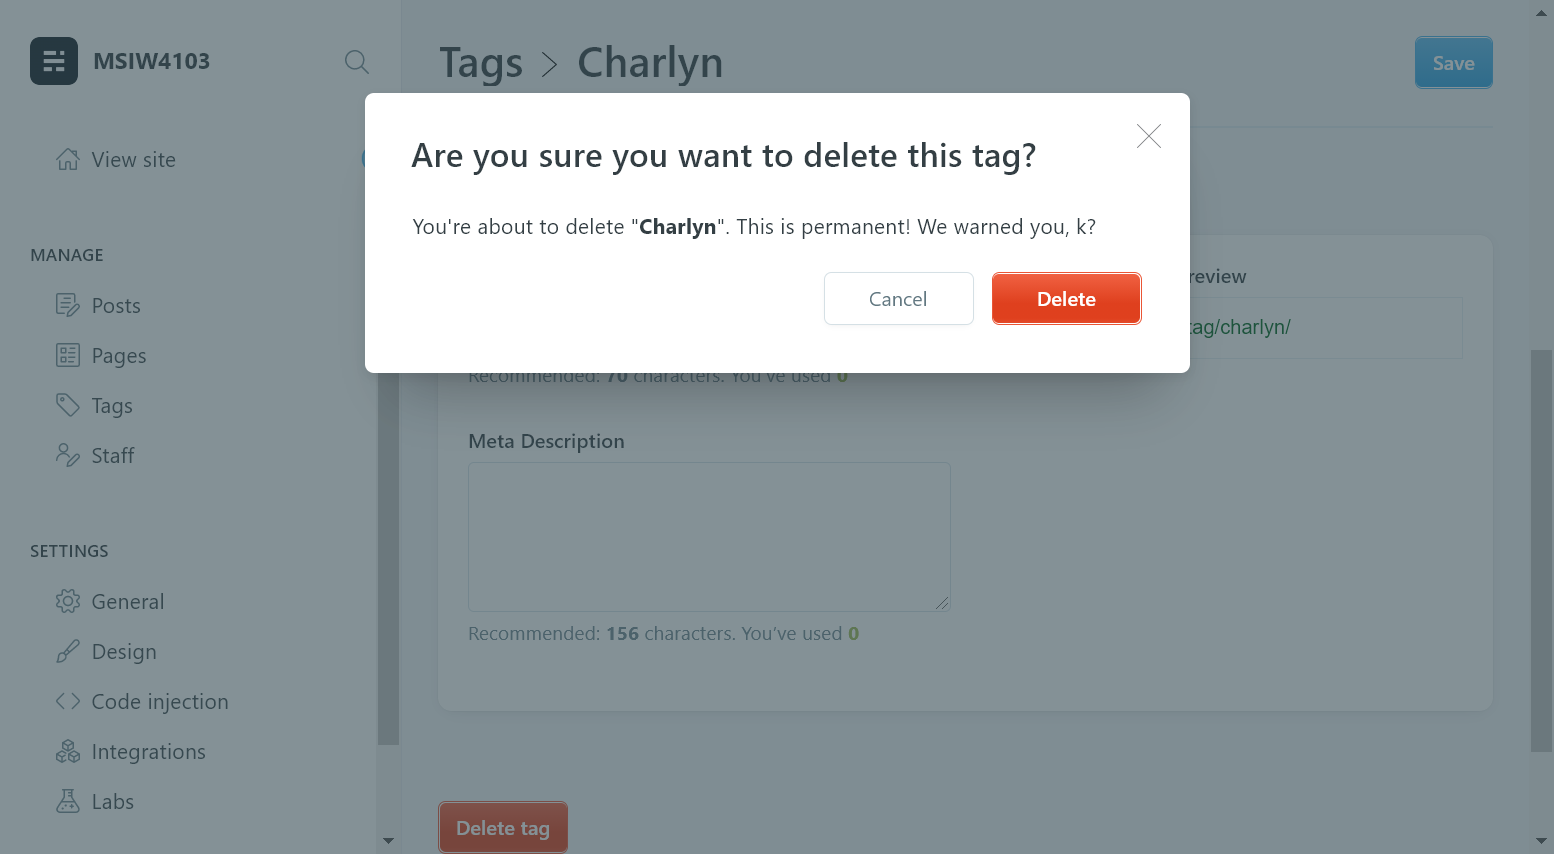 MSIW4103
View site
MANAGE
Posts
Pages
Tags
Staff
SETTINGS
General
Design
Code injection
Integrations
Labs
Tags > Charlyn
Save
Are you sure you want to delete this tag?
You're about to delete "Charlyn". This is permanent! We warned you, k?
Cancel
Delete
review
tag/charlyn/
Recommended: 70 characters. You've used 0
Meta Description
Recommended: 156 characters. You've used 0
Delete tag